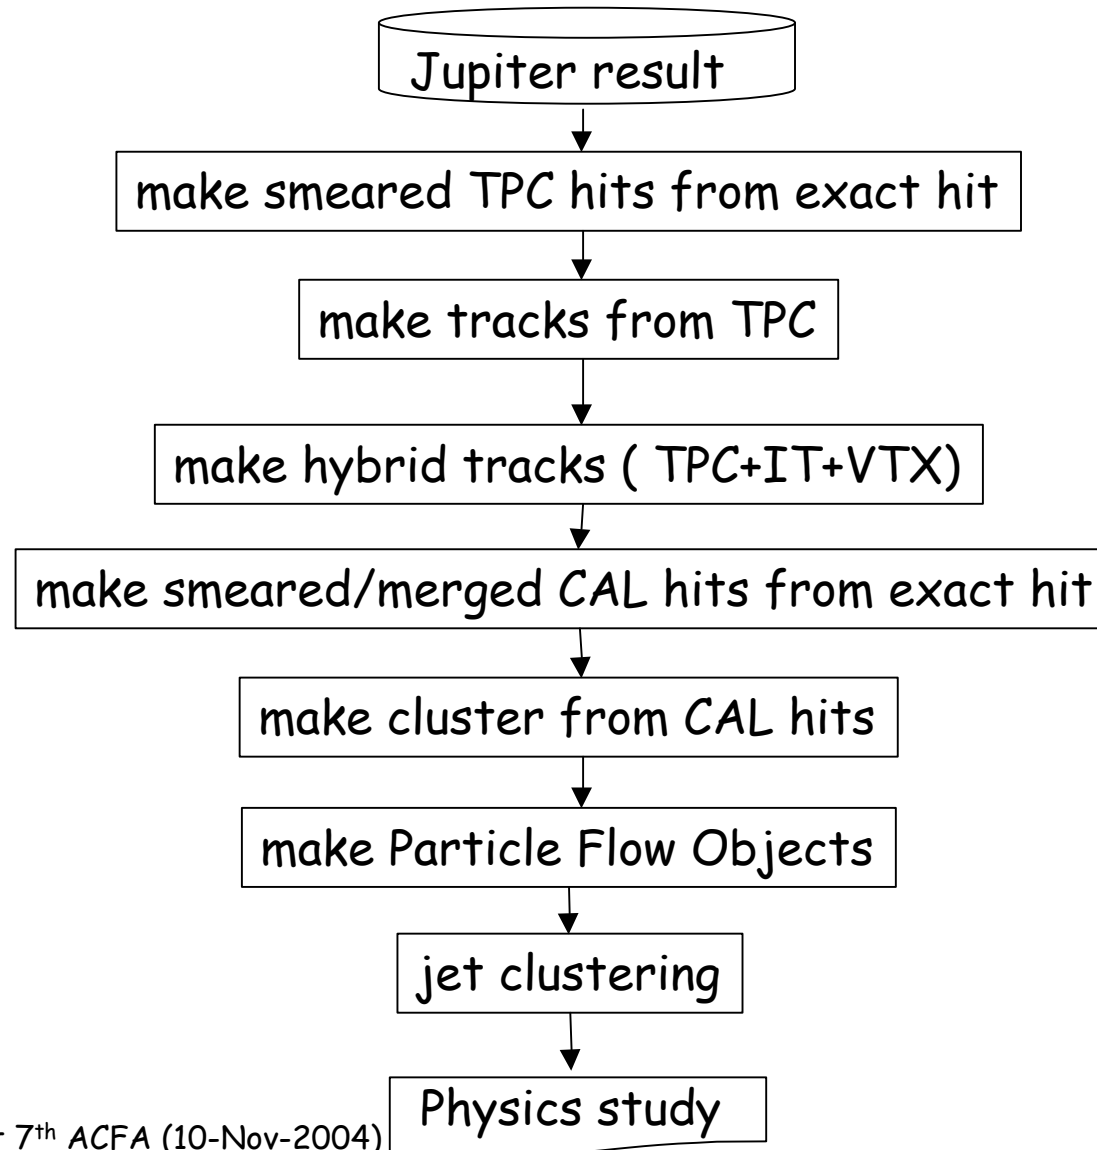 Jupiter result
make smeared TPC hits from exact hit
make tracks from TPC
make hybrid tracks ( TPC+IT+VTX)
make smeared/merged CAL hits from exact hit
make cluster from CAL hits
make Particle Flow Objects
jet clustering
Physics study
7th ACFA (10-Nov-2004)